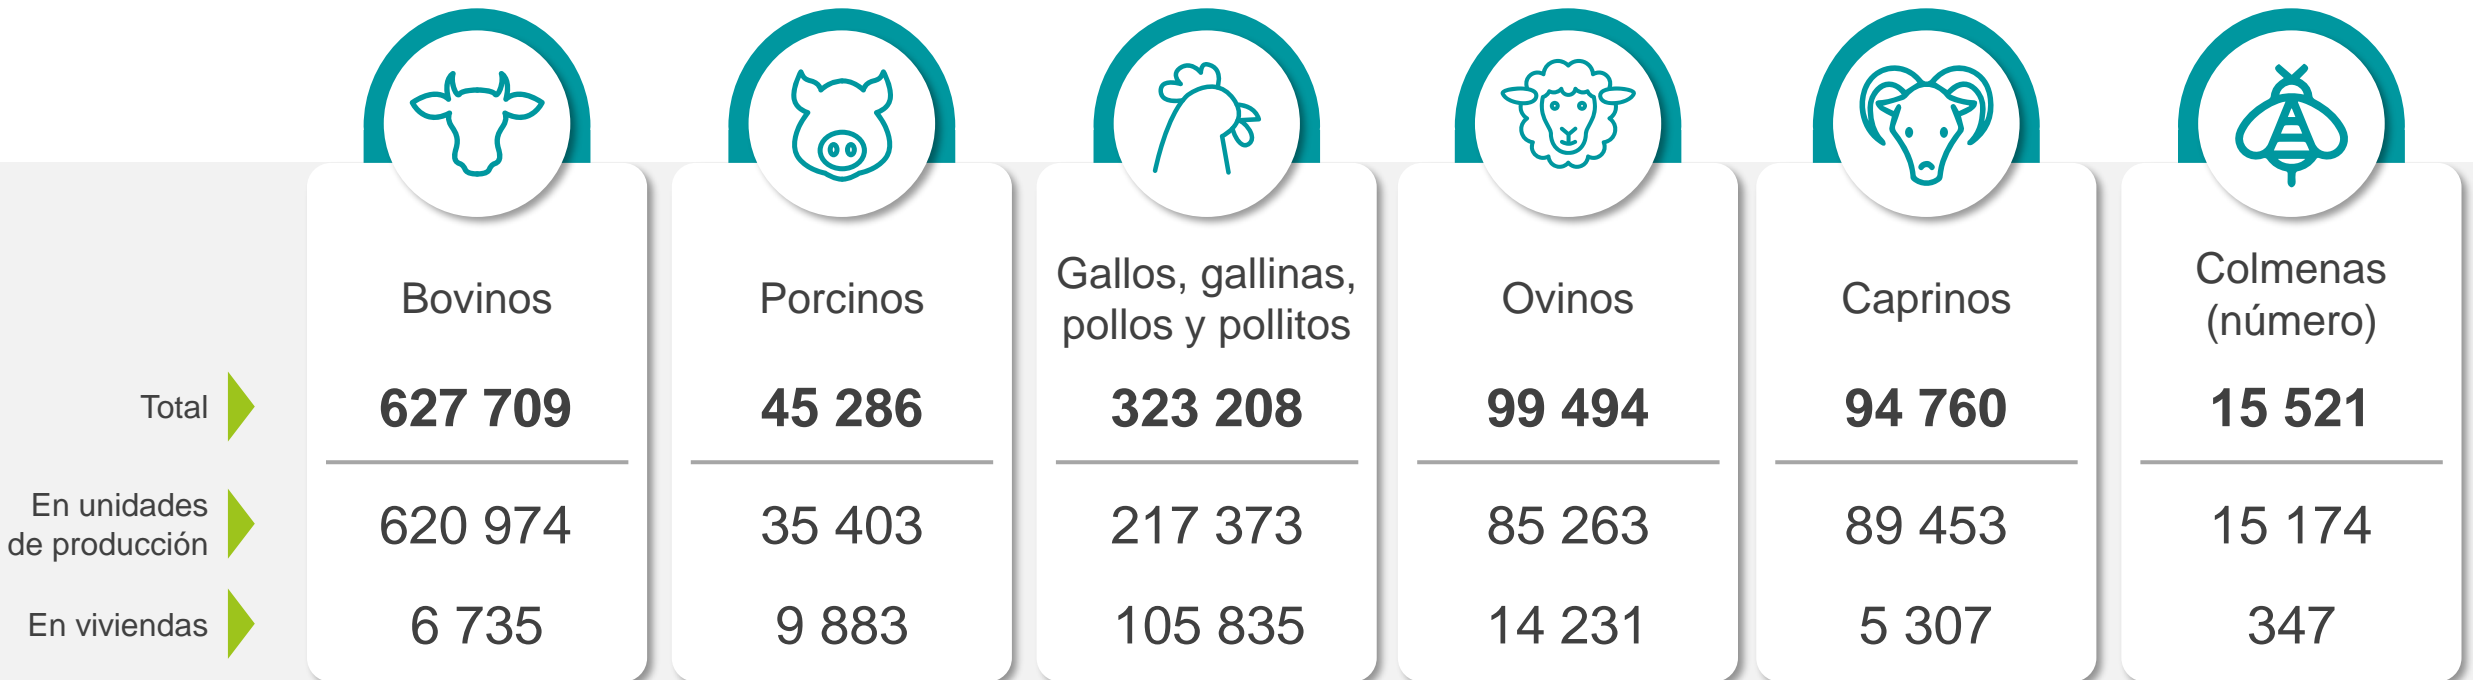 Bovinos
Porcinos
Gallos, gallinas,
pollos y pollitos
Ovinos
Caprinos
Colmenas
(número)
Total
627 709
45 286
323 208
99 494
94 760
15 521
En unidades
de producción
620 974
35 403
217 373
85 263
89 453
15 174
En viviendas
6 735
9 883
105 835
14 231
5 307
347